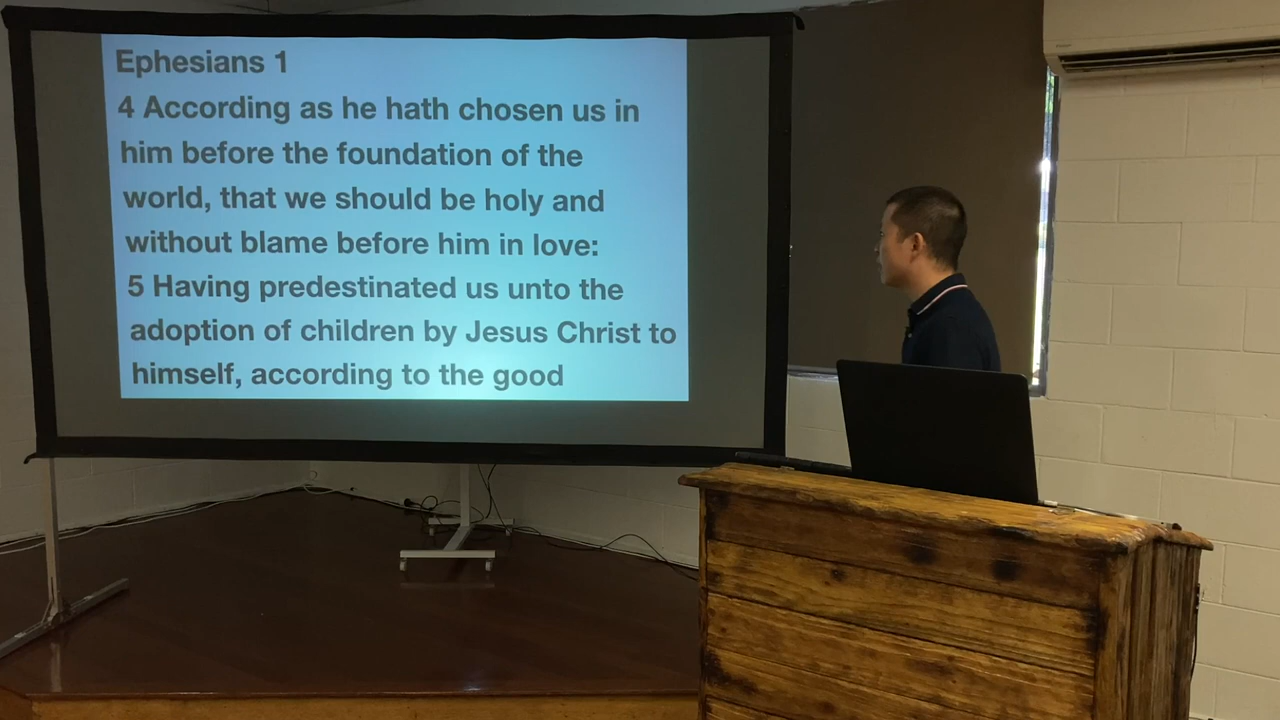 Ephesians 1
4 According as he hath chosen us in
him before the foundation of the
world, that we should be holy and
without blame before him in love:
5 Having predestinated us unto the
adoption of children by Jesus Christ to
himself, according to the good